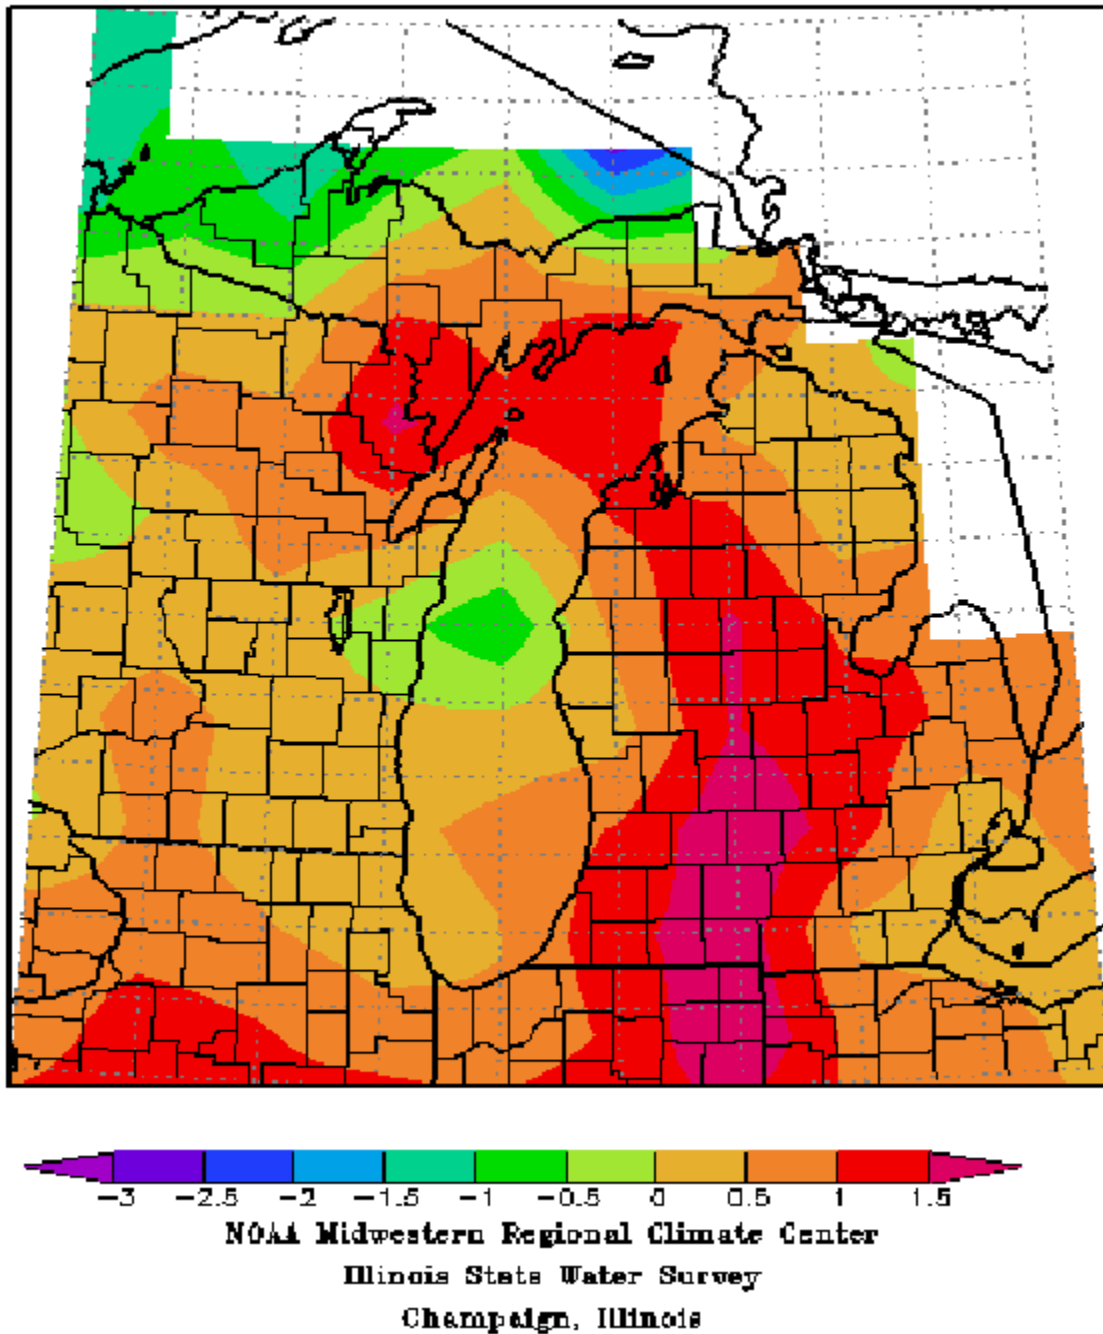 −3 −2.5 −2 −1.5 −1 −0.5 0 0.5 1 1.5
NOAA Midwestern Regional Climate Center
Illinois State Water Survey
Champaign, Illinois